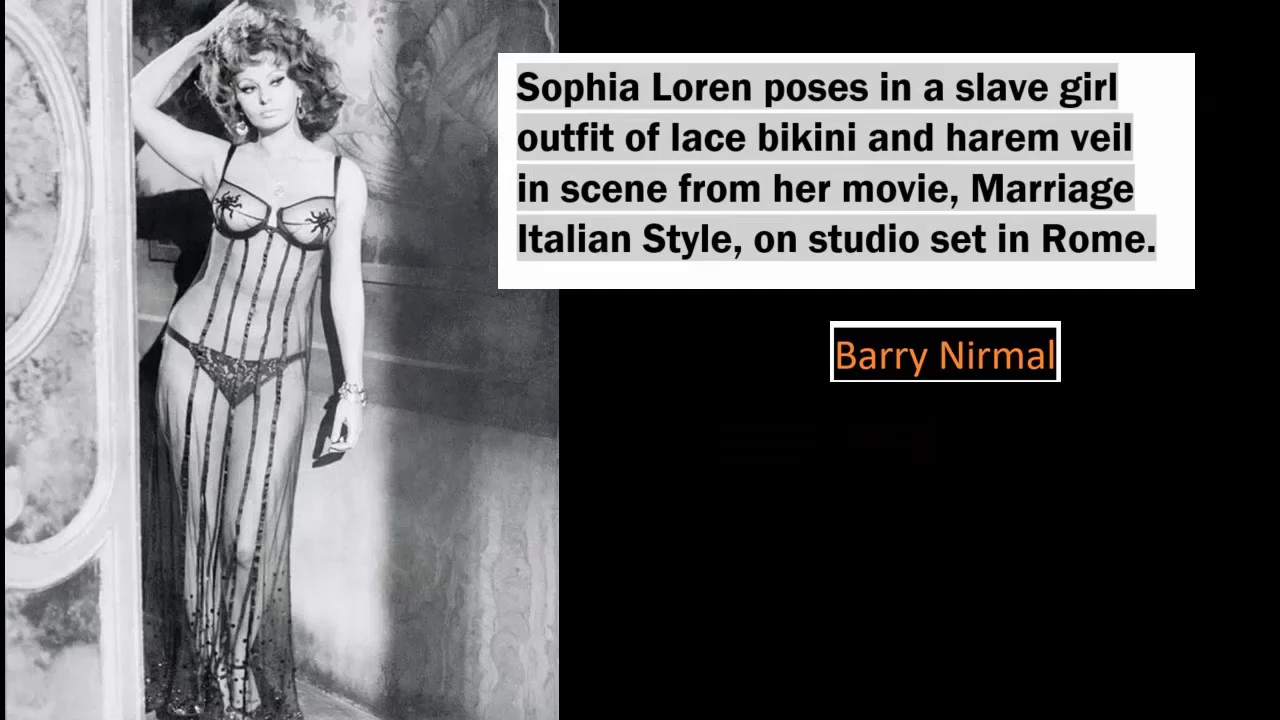 Sophia Loren poses in a slave girl
outfit of lace bikini and harem veil
in scene from her movie, Marriage
Italian Style, on studio set in Rome.
Barry Nirmal